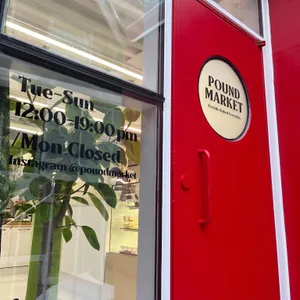 Tue-Sun
12:00-19:00pm
/Mon Closed
Instagram @poundmarket
POUND
MARKET